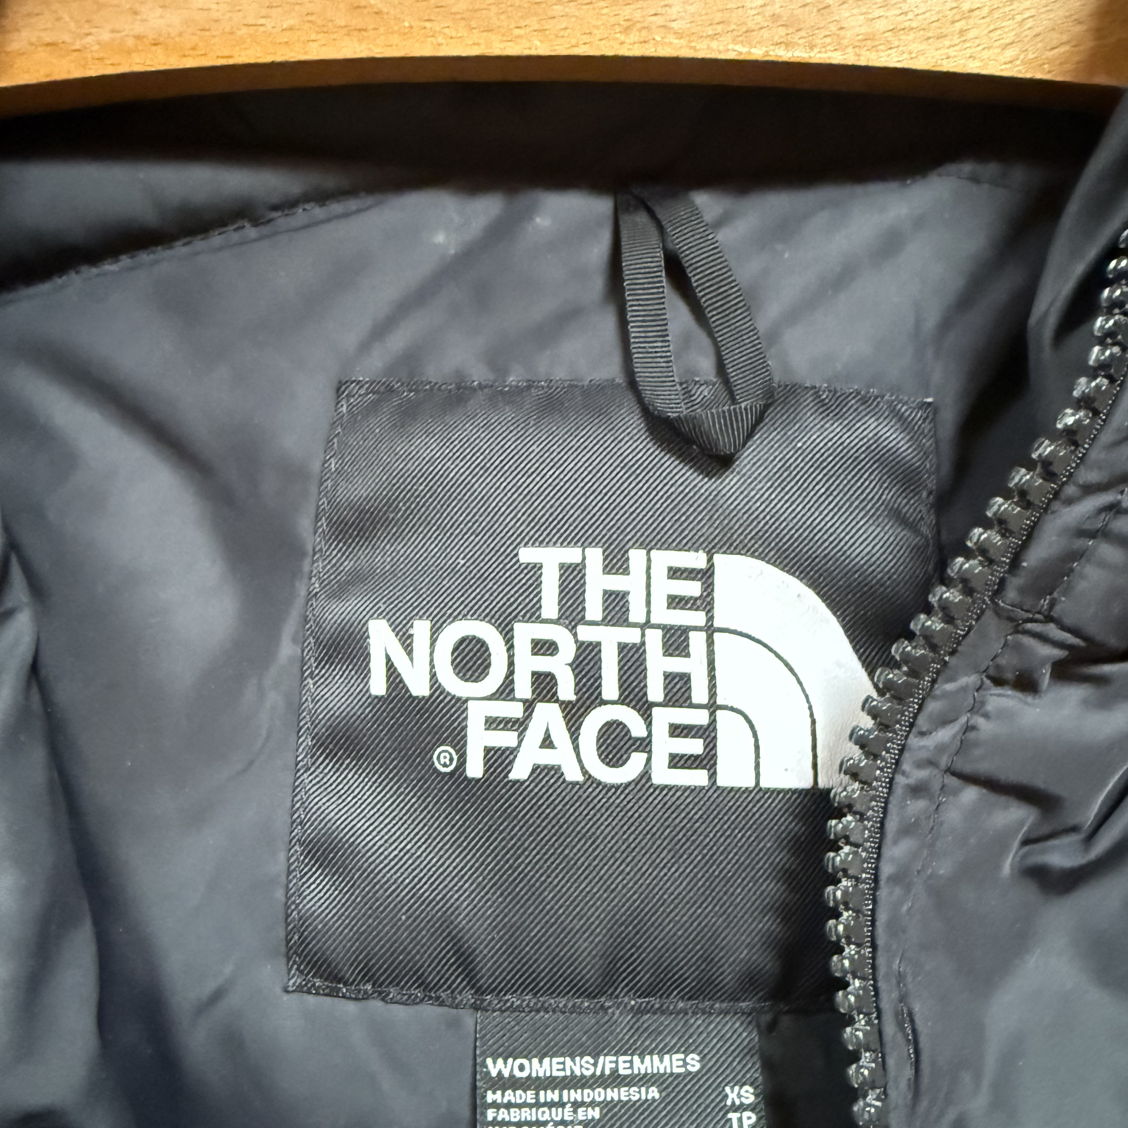 THE
NORTH
®FACE
WOMENS/FEMMES
MADE IN INDONESIA XS
FABRIQUÉ EN TP